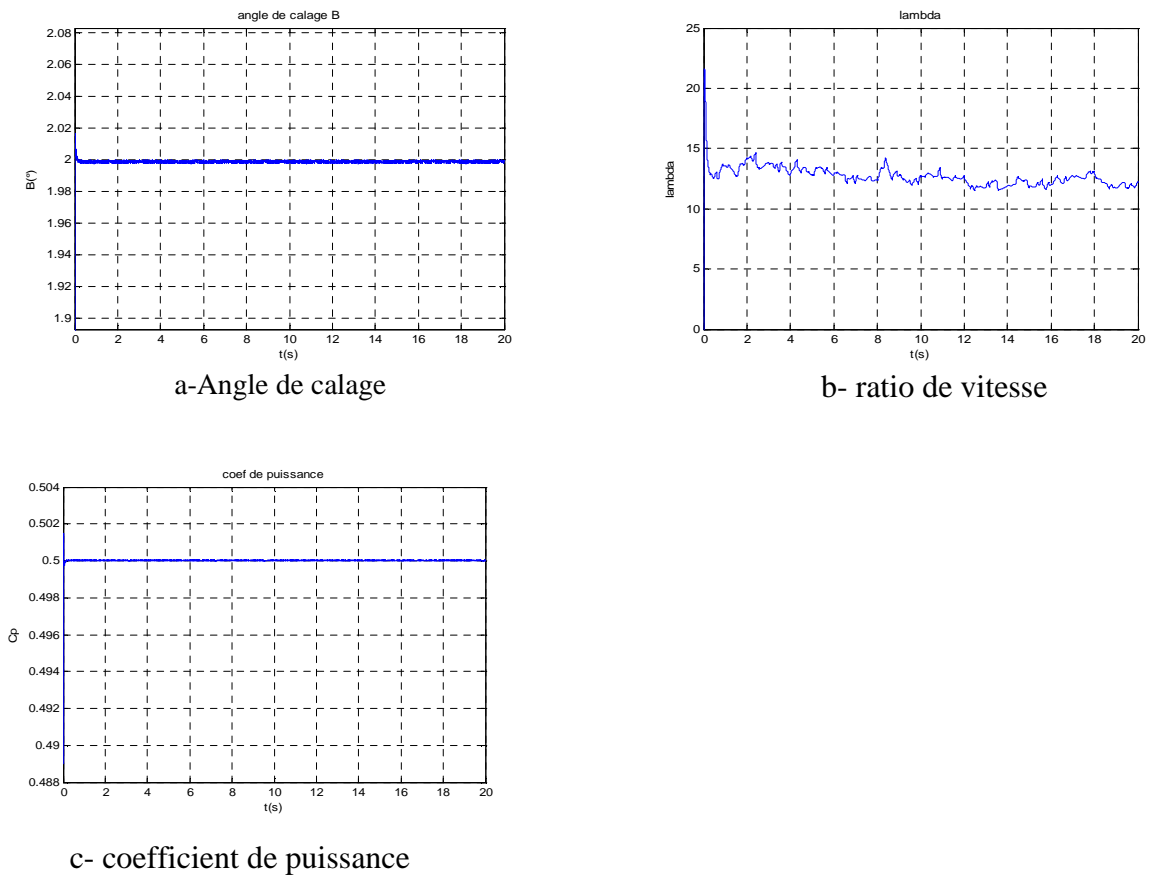 angle de calage B
2.08
2.06
2.04
2.02
2
1.98
1.96
1.94
1.92
1.9
B(°)
0 2 4 6 8 10 12 14 16 18 20
t(s)
a-Angle de calage
lambda
25
20
15
10
5
0
lambda
0 2 4 6 8 10 12 14 16 18 20
t(s)
b- ratio de vitesse
coef de puissance
0.504
0.502
0.5
0.498
0.496
0.494
0.492
0.49
0.488
Cp
0 2 4 6 8 10 12 14 16 18 20
t(s)
c- coefficient de puissance